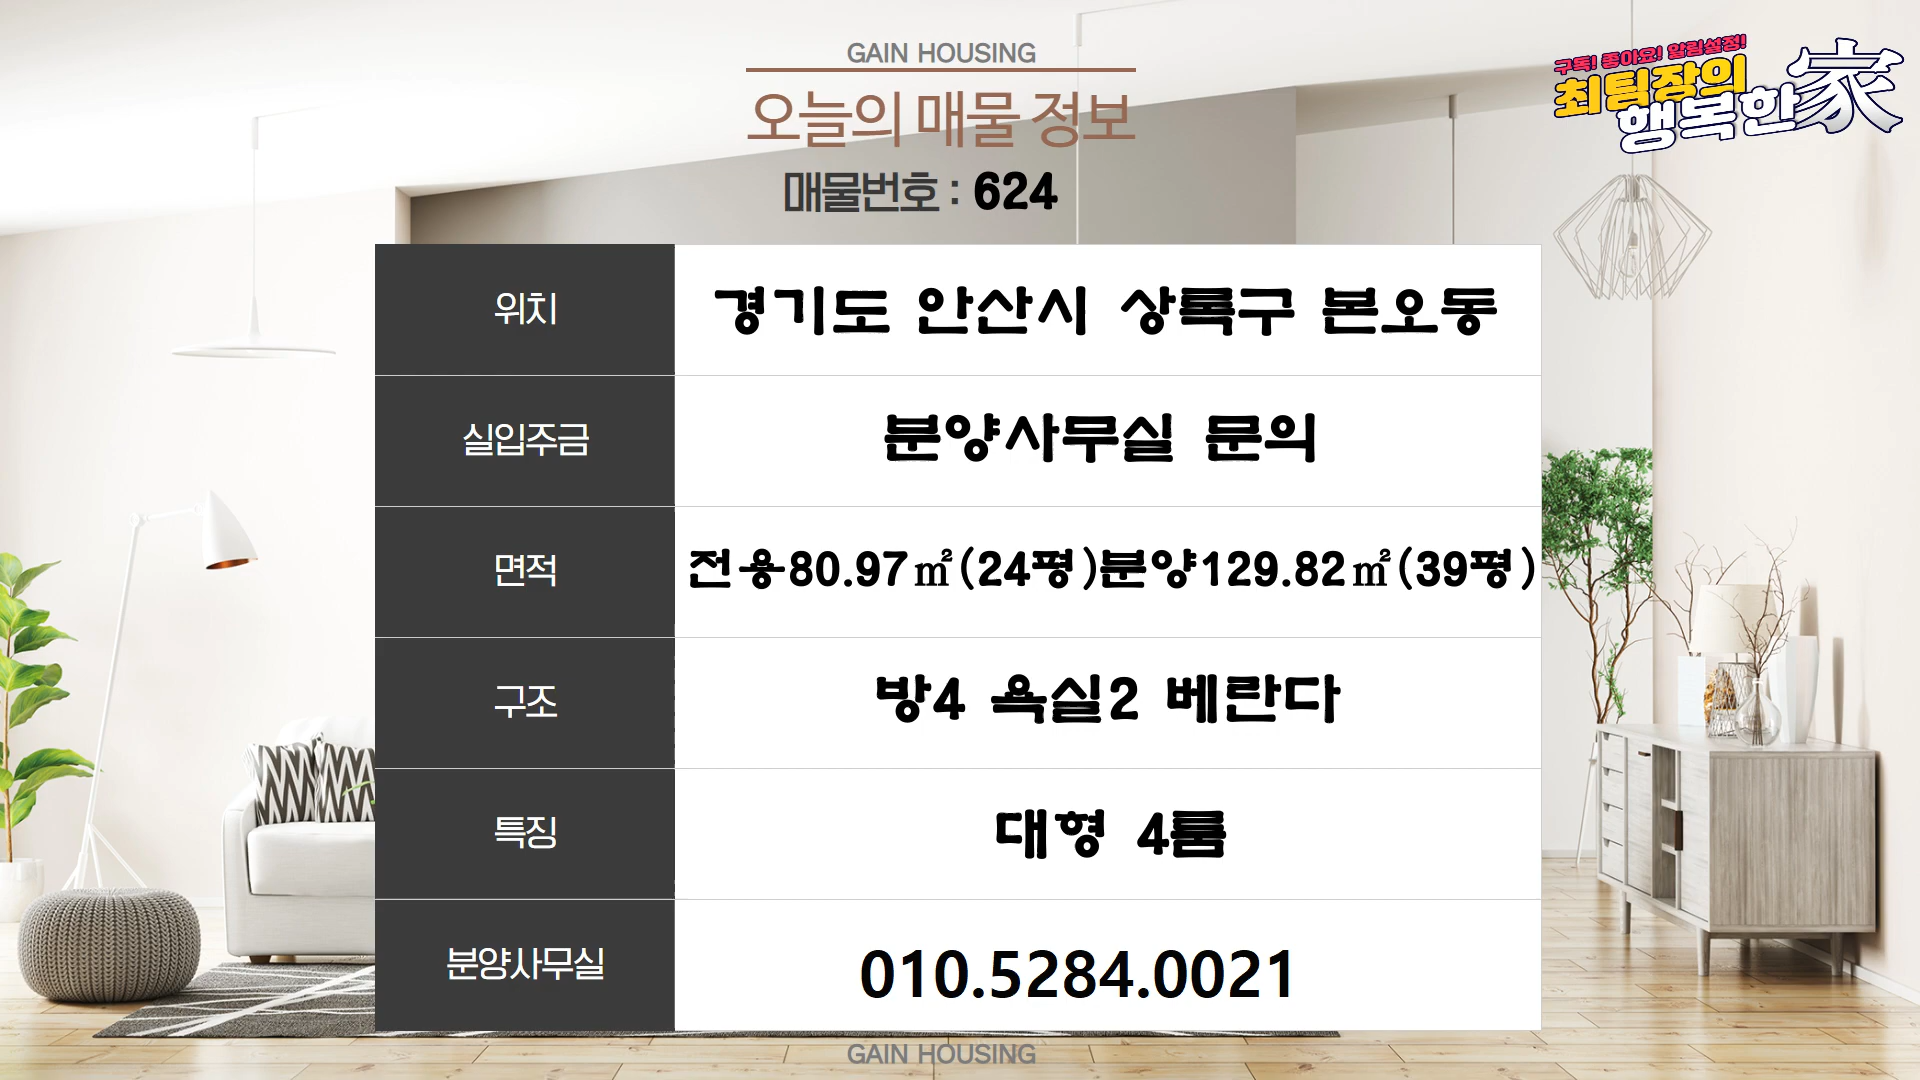 GAIN HOUSING
오늘의 매물 정보
매물번호 : 624
구독! 좋아요! 알림설정!
최팀장의
행복한家
위치 경기도 안산시 상록구 본오동
실입주금 분양사무실 문의
면적 전용80.97㎡(24평)분양129.82㎡(39평)
구조 방4 욕실2 베란다
특징 대형 4룸
분양사무실 010.5284.0021
GAIN HOUSING